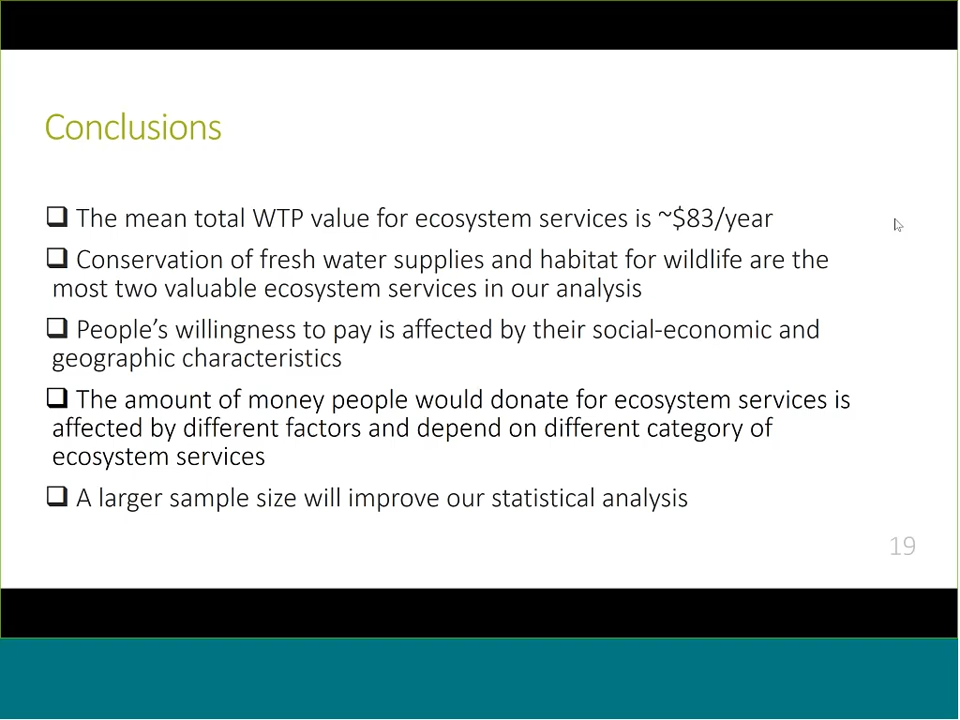 Conclusions
❑ The mean total WTP value for ecosystem services is ~$83/year
❑ Conservation of fresh water supplies and habitat for wildlife are the
most two valuable ecosystem services in our analysis
❑ People’s willingness to pay is affected by their social-economic and
geographic characteristics
❑ The amount of money people would donate for ecosystem services is
affected by different factors and depend on different category of
ecosystem services
❑ A larger sample size will improve our statistical analysis
19